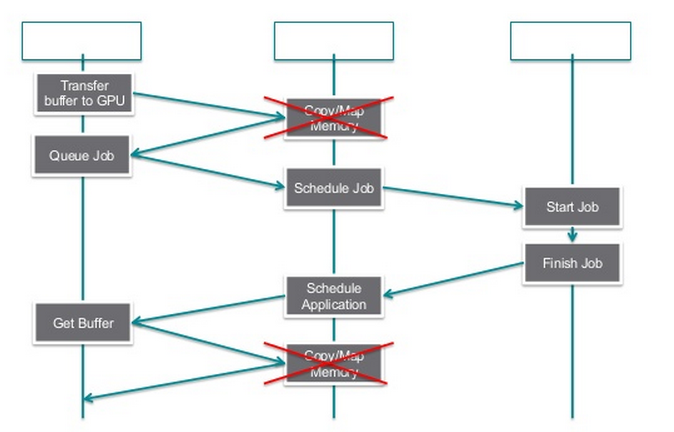 Transfer
buffer to GPU
Copy/Map
Memory
Queue Job
Schedule Job
Start Job
Finish Job
Schedule
Application
Get Buffer
Copy/Map
Memory